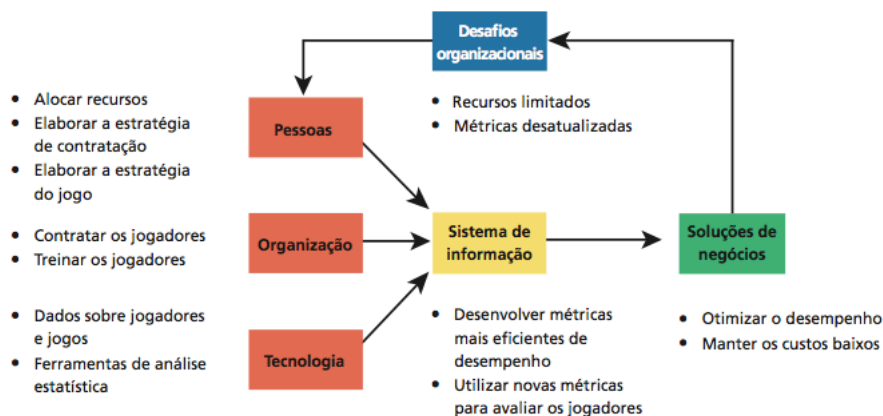 Desafios
organizacionais
• Recursos limitados
• Métricas desatualizadas
• Alocar recursos
• Elaborar a estratégia
de contratação
• Elaborar a estratégia
do jogo
Pessoas
• Contratar os jogadores
• Treinar os jogadores
Organização
• Dados sobre jogadores
e jogos
• Ferramentas de análise
estatística
Tecnologia
Sistema de
informação
• Desenvolver métricas
mais eficientes de
desempenho
• Utilizar novas métricas
para avaliar os jogadores
Soluções de
negócios
• Otimizar o desempenho
• Manter os custos baixos